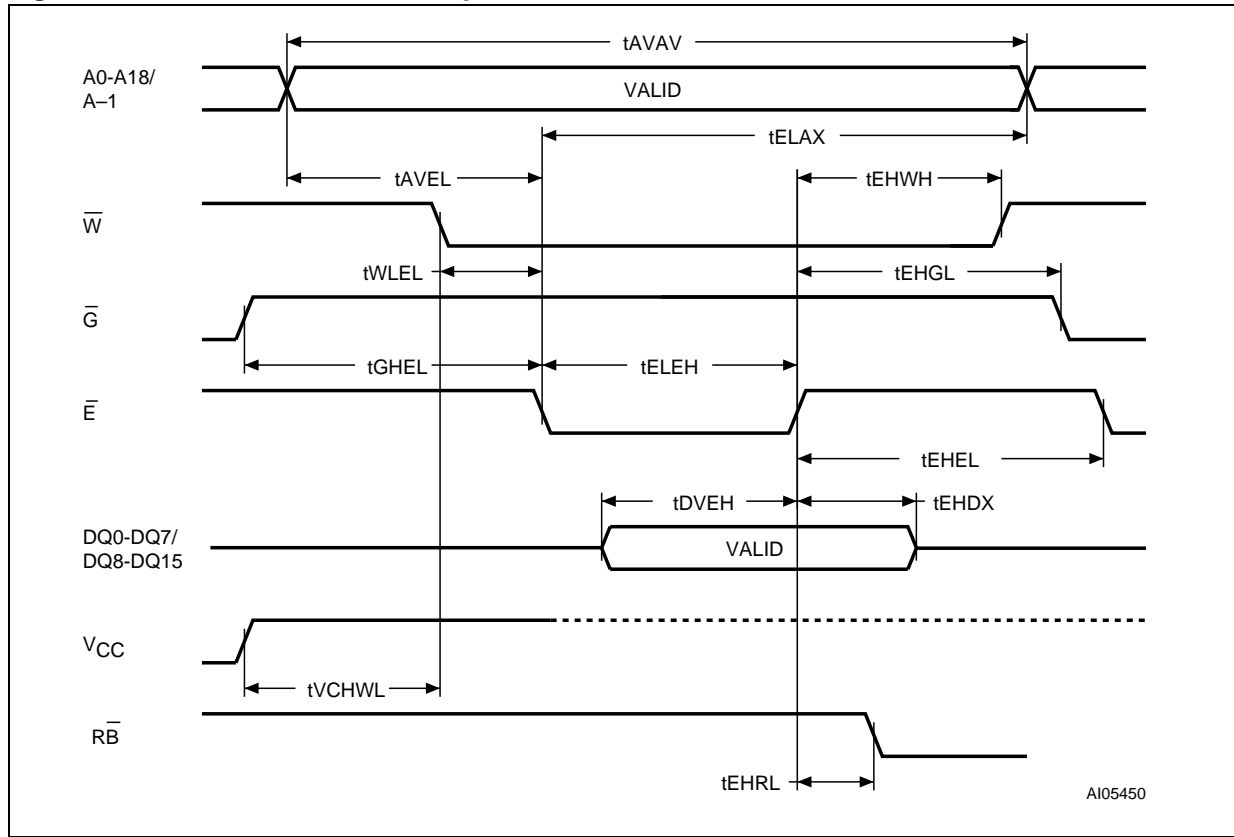 tAVAV
A0-A18/
A–1
VALID
tELAX
tAVEL
tEHWH
W̅
tWLEL
tEHGL
G̅
tGHEL
tELEH
E̅
tEHEL
tDVEH
tEHDX
DQ0-DQ7/
DQ8-DQ15
VALID
VCC
tVCHWL
RB̅
tEHRL
AI05450